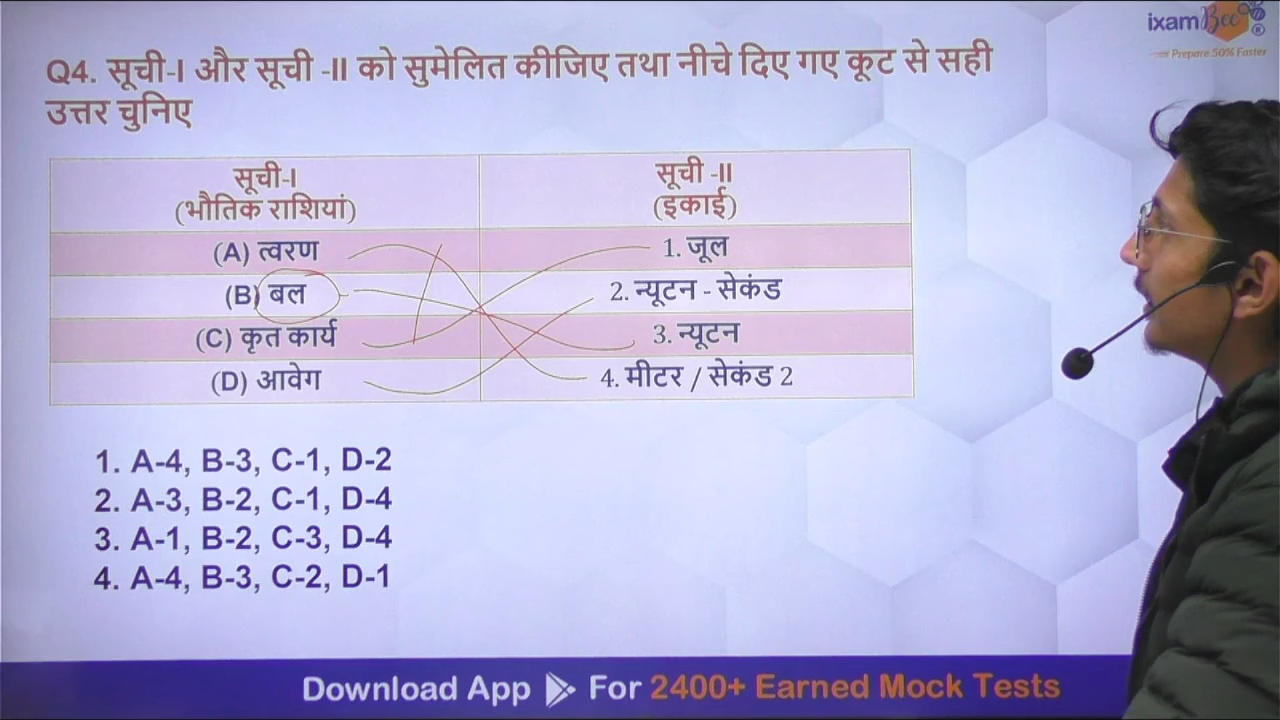 ixamBee
Prepare 50% Faster
Q4. सूची-I और सूची -II को सुमेलित कीजिए तथा नीचे दिए गए कूट से सही
उत्तर चुनिए
सूची-I
(भौतिक राशियां)
सूची -II
(इकाई)
(A) त्वरण
1. जूल
(B) बल
2. न्यूटन - सेकंड
(C) कृत कार्य
3. न्यूटन
(D) आवेग
4. मीटर / सेकंड 2
1. A-4, B-3, C-1, D-2
2. A-3, B-2, C-1, D-4
3. A-1, B-2, C-3, D-4
4. A-4, B-3, C-2, D-1
Download App For 2400+ Earned Mock Tests